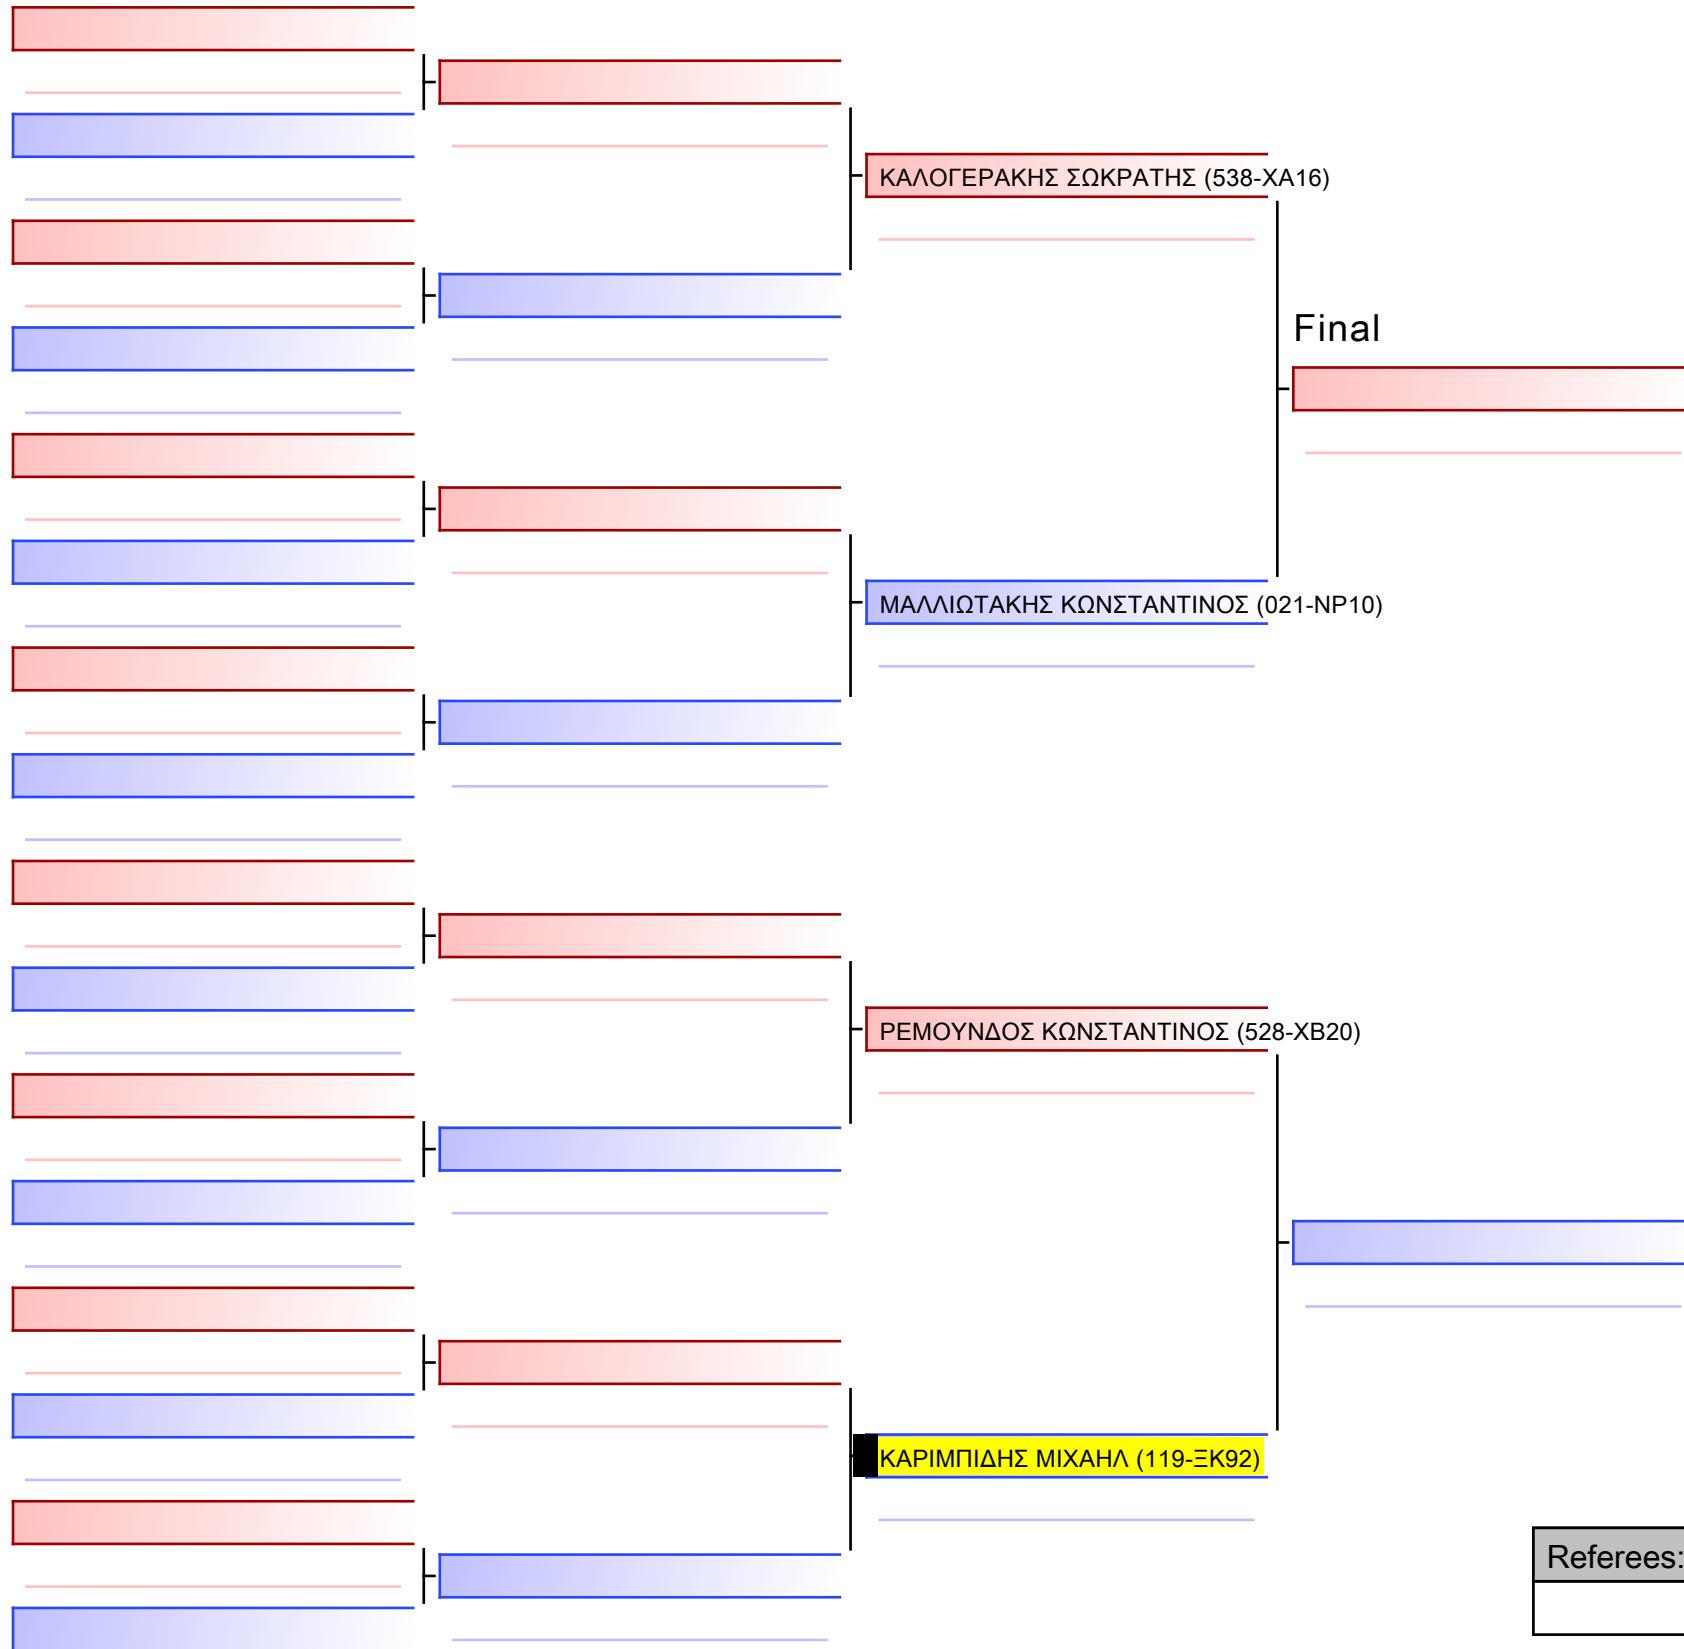 ΚΑΛΟΓΕΡΑΚΗΣ ΣΩΚΡΑΤΗΣ (538-ΧΑ16)
Final
ΜΑΛΛΙΩΤΑΚΗΣ ΚΩΝΣΤΑΝΤΙΝΟΣ (021-ΝΡ10)
ΡΕΜΟΥΝΔΟΣ ΚΩΝΣΤΑΝΤΙΝΟΣ (528-ΧΒ20)
ΚΑΡΙΜΠΙΔΗΣ ΜΙΧΑΗΛ (119-ΞΚ92)
Referees: